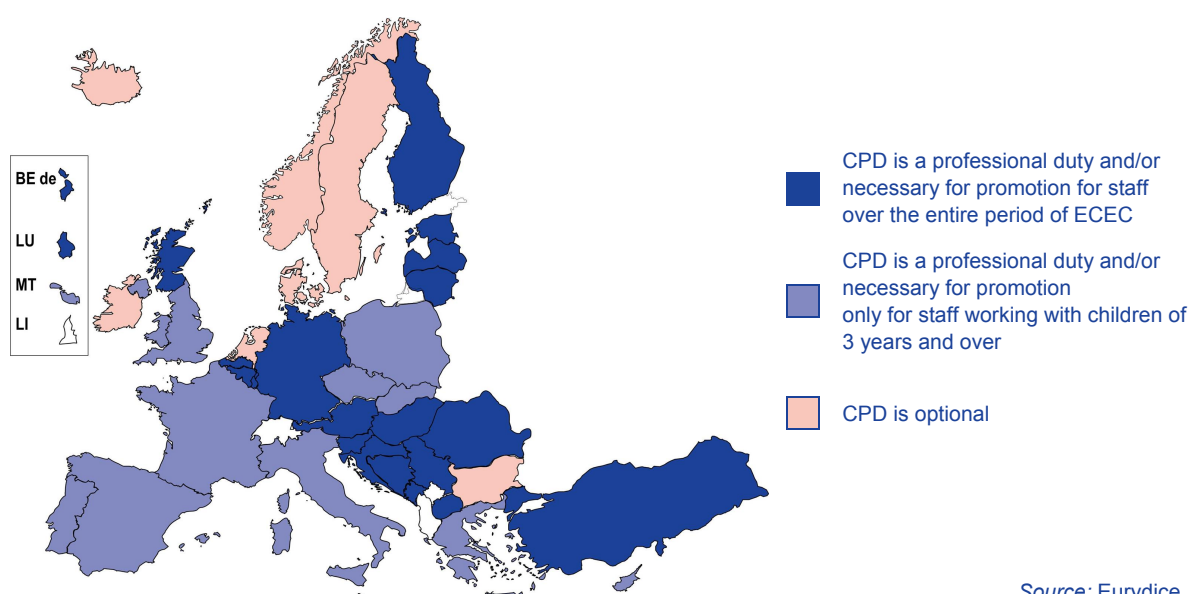 BE de
LU
MT
LI
CPD is a professional duty and/or
necessary for promotion for staff
over the entire period of ECEC
CPD is a professional duty and/or
necessary for promotion
only for staff working with children of
3 years and over
CPD is optional
Source: Eurydice